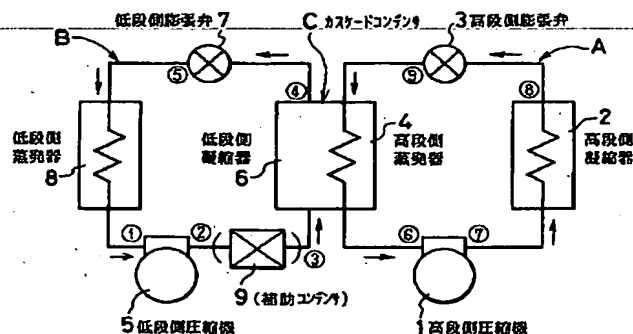 低段側膨張弁
7
C カスケードコンデンサ
3高段側膨張弁
B
A
⑤
④
⑨
⑧
低段側
蒸発器
8
低段側
凝縮器
6
4
高段側
蒸発器
2
高段側
凝縮器
①
②
③
⑥
⑦
9(補助コンデンサ)
5低段側圧縮機
1高段側圧縮機